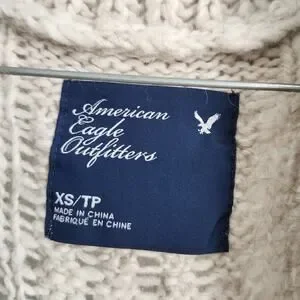 American
Eagle
Outfitters
XS/TP
MADE IN CHINA
FABRIQUÉ EN CHINE